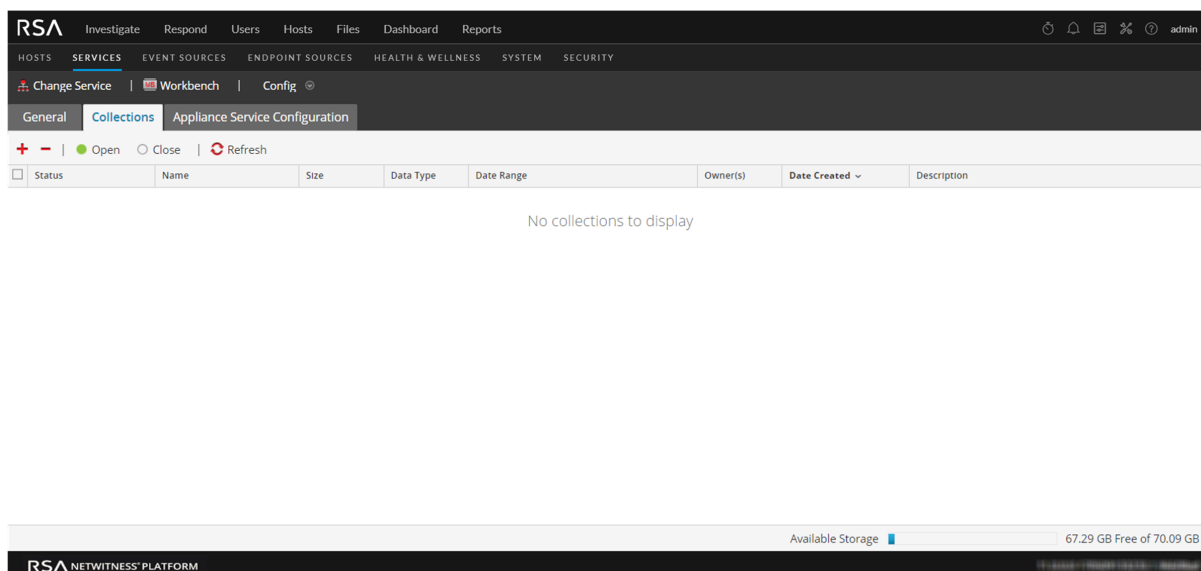 RSA Investigate Respond Users Hosts Files Dashboard Reports admin
HOSTS SERVICES EVENT SOURCES ENDPOINT SOURCES HEALTH & WELLNESS SYSTEM SECURITY
Change Service | Workbench | Config
General Collections Appliance Service Configuration
Open Close | Refresh
Status Name Size Data Type Date Range Owner(s) Date Created Description
No collections to display
Available Storage 67.29 GB Free of 70.09 GB
RSA NETWITNESS® PLATFORM